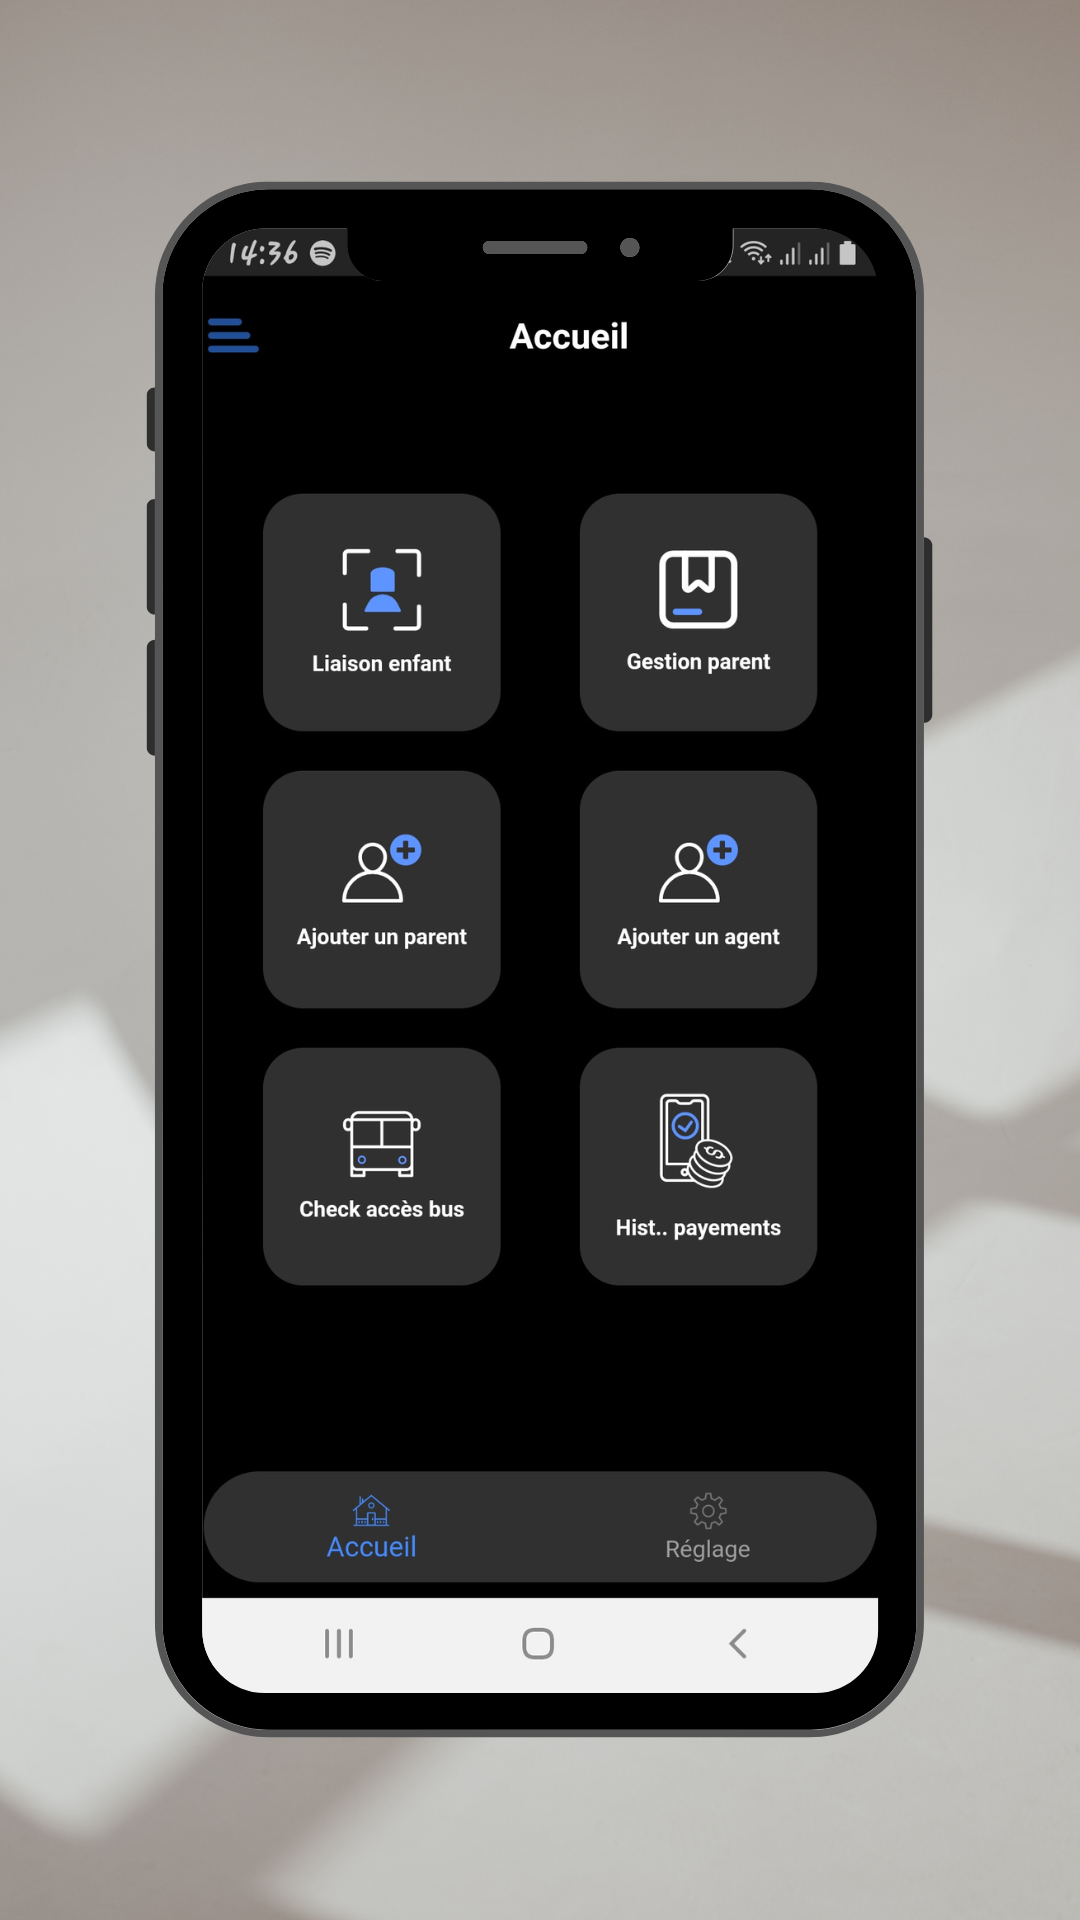 14:36
Accueil
Liaison enfant
Gestion parent
Ajouter un parent
Ajouter un agent
Check accès bus
Hist.. payements
Accueil
Réglage